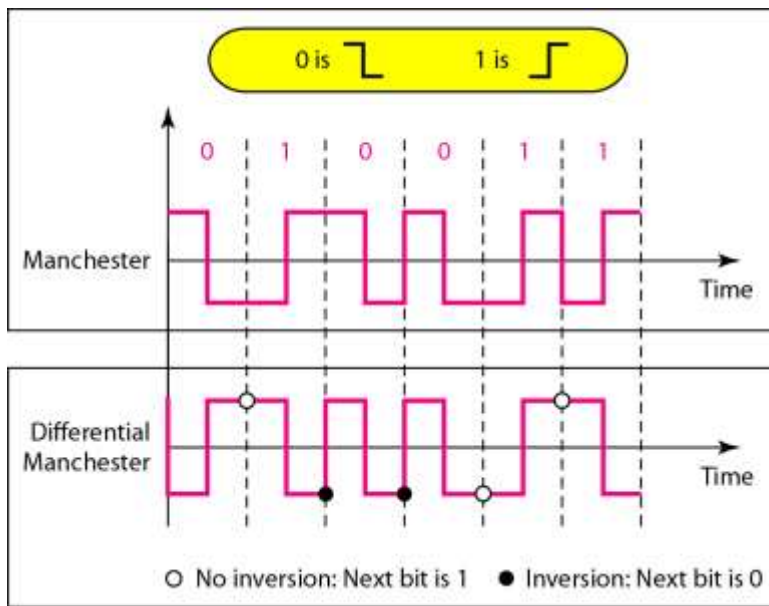 0 is 1 is
0 1 0 0 1 1
Manchester
Time
Differential
Manchester
Time
No inversion: Next bit is 1 Inversion: Next bit is 0